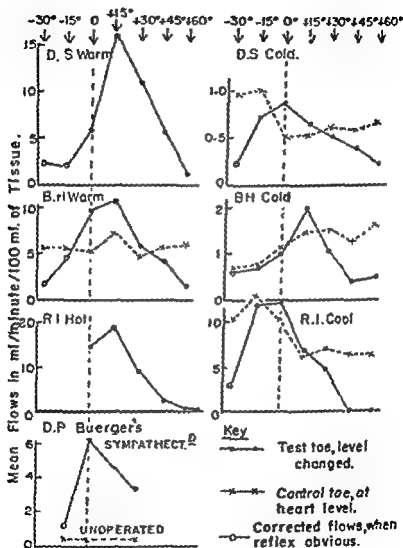 -30° -15° 0 +15° +30° +45° +60°
-30° -15° 0° +15° +30° +45° +60°
D.S Warm
D.S Cold.
15
10
5
0
1.0
0.5
0
B.H Warm
BH Cold
10
5
0
2
1
0
R I Hot
R.I. Cool
20
10
0
10
5
0
D.P Buerger's
SYMPATHECT.D
6
4
2
0
UNOPERATED
Mean Flows in ml/minute/100 ml. of Tissue.
Key
Test toe, level
changed.
Control toe, at
heart level.
Corrected flows, when
reflex obvious.